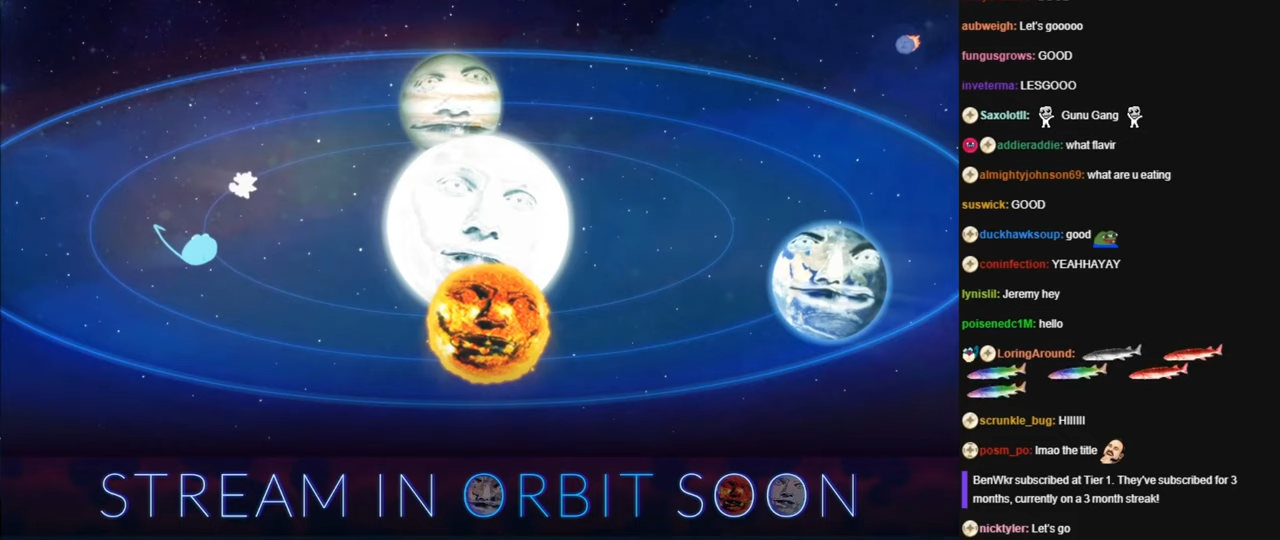 STREAM IN ORBIT SOON
aubweigh: Let's gooooo
fungusgrows: GOOD
inveterma: LESGOOO
Saxolotll: Gunu Gang
addieraddie: what flavir
almightyjohnson69: what are u eating
suswick: GOOD
duckhawksoup: good
coninfection: YEAHHAYAY
lynislil: Jeremy hey
poisenedc1M: hello
LoringAround:
scrunkle_bug: HIIIIII
posm_po: lmao the title
BenWkr subscribed at Tier 1. They've subscribed for 3
months, currently on a 3 month streak!
nicktyler: Let's go